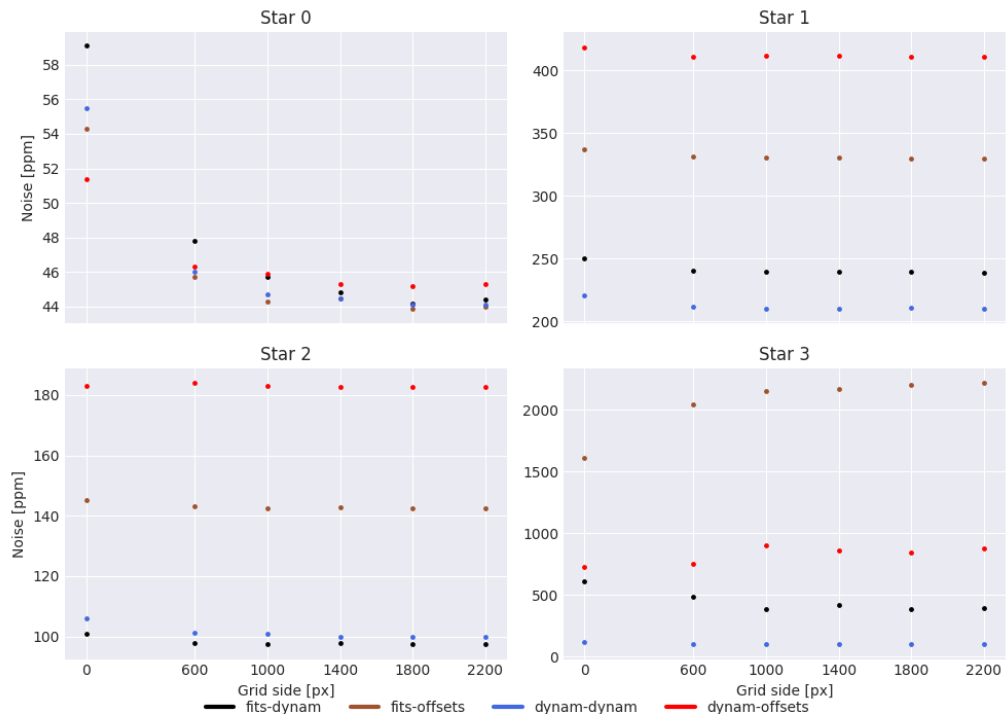 Star 0
Star 1
Noise [ppm]
58
56
54
52
50
48
46
44
400
350
300
250
200
Star 2
Star 3
Noise [ppm]
180
160
140
120
100
2000
1500
1000
500
0
0 600 1000 1400 1800 2200
0 600 1000 1400 1800 2200
Grid side [px]
Grid side [px]
fits-dynam fits-offsets dynam-dynam dynam-offsets